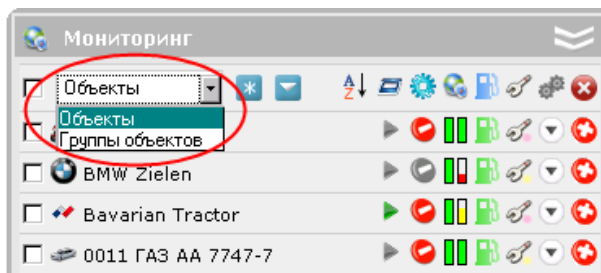 Мониторинг
Объекты
Объекты
Группы объектов
BMW Zielen
Bavarian Tractor
0011 ГАЗ АА 7747-7